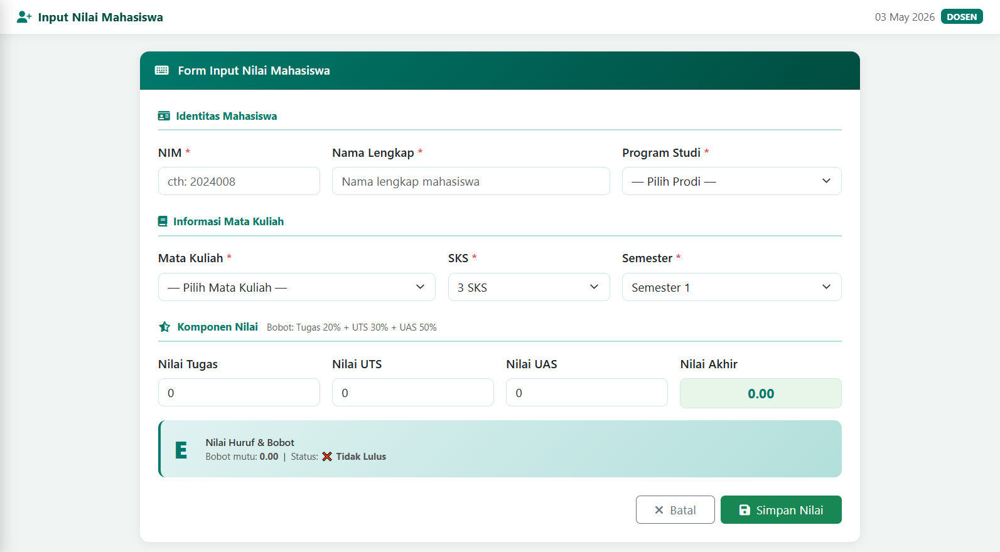 Input Nilai Mahasiswa
03 May 2026 DOSEN
Form Input Nilai Mahasiswa
Identitas Mahasiswa
NIM * Nama Lengkap * Program Studi *
cth: 2024008 Nama lengkap mahasiswa — Pilih Prodi —
Informasi Mata Kuliah
Mata Kuliah * SKS * Semester *
— Pilih Mata Kuliah — 3 SKS Semester 1
Komponen Nilai Bobot: Tugas 20% + UTS 30% + UAS 50%
Nilai Tugas Nilai UTS Nilai UAS Nilai Akhir
0 0 0 0.00
E
Nilai Huruf & Bobot
Bobot mutu: 0.00 | Status: ❌ Tidak Lulus
Batal Simpan Nilai